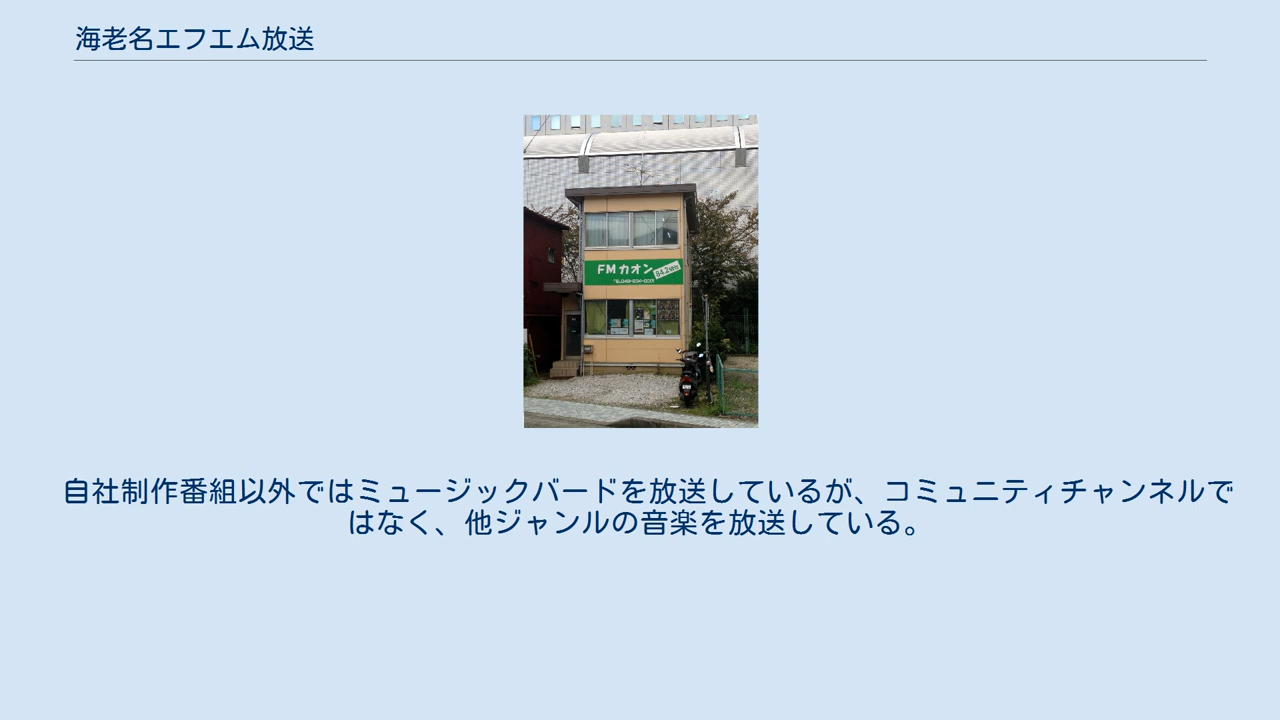 海老名エフエム放送
FMカオン
自社制作番組以外ではミュージックバードを放送しているが、コミュニティチャンネルで
はなく、他ジャンルの音楽を放送している。